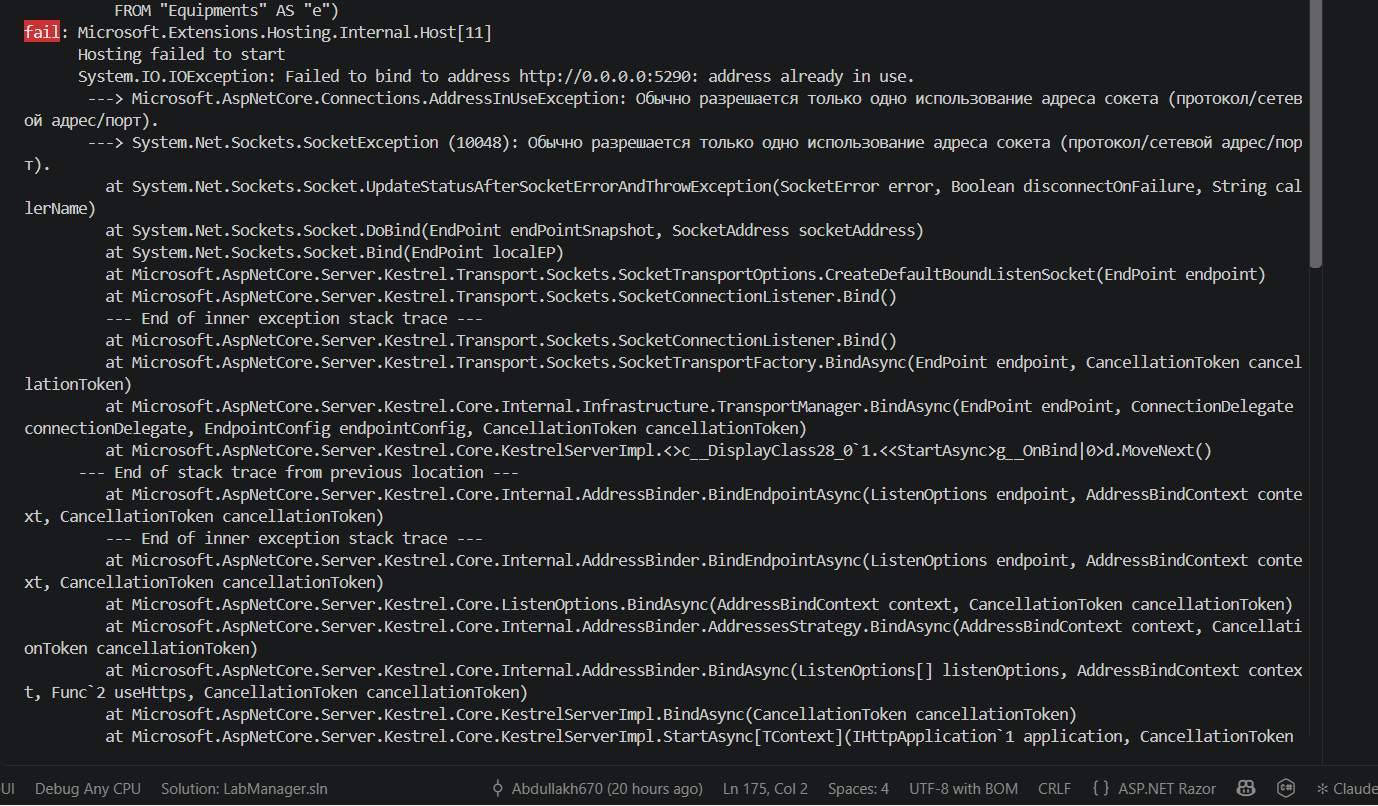 FROM "Equipments" AS "e")
fail: Microsoft.Extensions.Hosting.Internal.Host[11]
Hosting failed to start
System.IO.IOException: Failed to bind to address http://0.0.0.0:5290: address already in use.
---> Microsoft.AspNetCore.Connections.AddressInUseException: Обычно разрешается только одно использование адреса сокета (протокол/сетев
ой адрес/порт).
---> System.Net.Sockets.SocketException (10048): Обычно разрешается только одно использование адреса сокета (протокол/сетевой адрес/пор
т).
at System.Net.Sockets.Socket.UpdateStatusAfterSocketErrorAndThrowException(SocketError error, Boolean disconnectOnFailure, String cal
lerName)
at System.Net.Sockets.Socket.DoBind(EndPoint endPointSnapshot, SocketAddress socketAddress)
at System.Net.Sockets.Socket.Bind(EndPoint localEP)
at Microsoft.AspNetCore.Server.Kestrel.Transport.Sockets.SocketTransportOptions.CreateDefaultBoundListenSocket(EndPoint endpoint)
at Microsoft.AspNetCore.Server.Kestrel.Transport.Sockets.SocketConnectionListener.Bind()
--- End of inner exception stack trace ---
at Microsoft.AspNetCore.Server.Kestrel.Transport.Sockets.SocketConnectionListener.Bind()
at Microsoft.AspNetCore.Server.Kestrel.Transport.Sockets.SocketTransportFactory.BindAsync(EndPoint endpoint, CancellationToken cancel
lationToken)
at Microsoft.AspNetCore.Server.Kestrel.Core.Internal.Infrastructure.TransportManager.BindAsync(EndPoint endPoint, ConnectionDelegate
connectionDelegate, EndpointConfig endpointConfig, CancellationToken cancellationToken)
at Microsoft.AspNetCore.Server.Kestrel.Core.KestrelServerImpl.<>c__DisplayClass28_0`1.<<StartAsync>g__OnBind|0>d.MoveNext()
--- End of stack trace from previous location ---
at Microsoft.AspNetCore.Server.Kestrel.Core.Internal.AddressBinder.BindEndpointAsync(ListenOptions endpoint, AddressBindContext conte
xt, CancellationToken cancellationToken)
--- End of inner exception stack trace ---
at Microsoft.AspNetCore.Server.Kestrel.Core.Internal.AddressBinder.BindEndpointAsync(ListenOptions endpoint, AddressBindContext conte
xt, CancellationToken cancellationToken)
at Microsoft.AspNetCore.Server.Kestrel.Core.ListenOptions.BindAsync(AddressBindContext context, CancellationToken cancellationToken)
at Microsoft.AspNetCore.Server.Kestrel.Core.Internal.AddressBinder.AddressesStrategy.BindAsync(AddressBindContext context, Cancellati
onToken cancellationToken)
at Microsoft.AspNetCore.Server.Kestrel.Core.Internal.AddressBinder.BindAsync(ListenOptions[] listenOptions, AddressBindContext contex
t, Func`2 useHttps, CancellationToken cancellationToken)
at Microsoft.AspNetCore.Server.Kestrel.Core.KestrelServerImpl.BindAsync(CancellationToken cancellationToken)
at Microsoft.AspNetCore.Server.Kestrel.Core.KestrelServerImpl.StartAsync[TContext](IHttpApplication`1 application, CancellationToken
UI Debug Any CPU Solution: LabManager.sln Abdullakh670 (20 hours ago) Ln 175, Col 2 Spaces: 4 UTF-8 with BOM CRLF { } ASP.NET Razor C# Claude